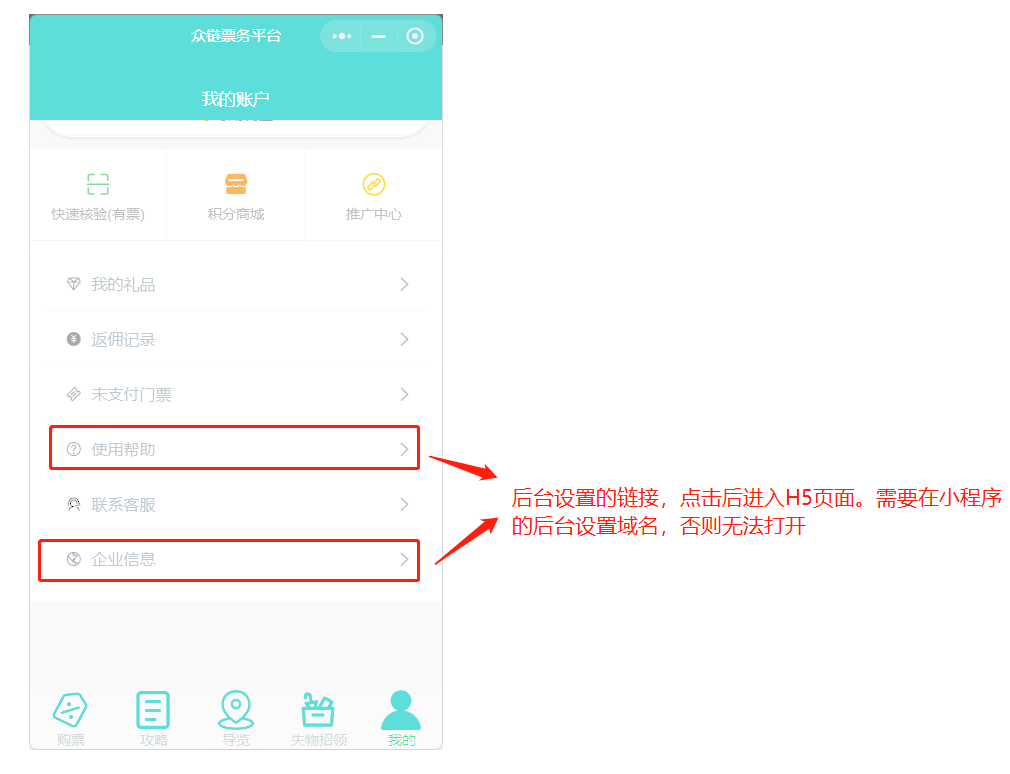 众链票务平台
我的账户
快速核验(有票)
积分商城
推广中心
我的礼品
返佣记录
未支付门票
使用帮助
联系客服
企业信息
后台设置的链接，点击后进入H5页面。需要在小程序
的后台设置域名，否则无法打开
购票
攻略
导览
失物招领
我的